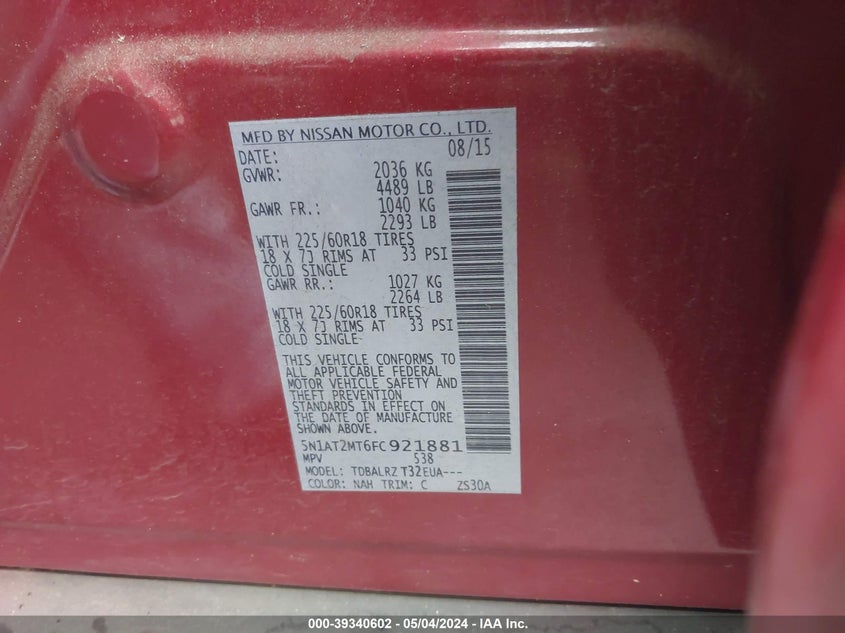 MFD BY NISSAN MOTOR CO., LTD.
DATE: 08/15
GVWR: 2036 KG
4489 LB
GAWR FR.: 1040 KG
2293 LB
WITH 225/60R18 TIRES
18 X 7J RIMS AT 33 PSI
COLD SINGLE
GAWR RR.: 1027 KG
2264 LB
WITH 225/60R18 TIRES
18 X 7J RIMS AT 33 PSI
COLD SINGLE
THIS VEHICLE CONFORMS TO
ALL APPLICABLE FEDERAL
MOTOR VEHICLE SAFETY AND
THEFT PREVENTION
STANDARDS IN EFFECT ON
THE DATE OF MANUFACTURE
SHOWN ABOVE.
5N1AT2MT6FC921881
MPV 538
MODEL: TDBALRZ T32EUA---
COLOR: NAH TRIM: C ZS30A
000-39340602 - 05/04/2024 - IAA Inc.